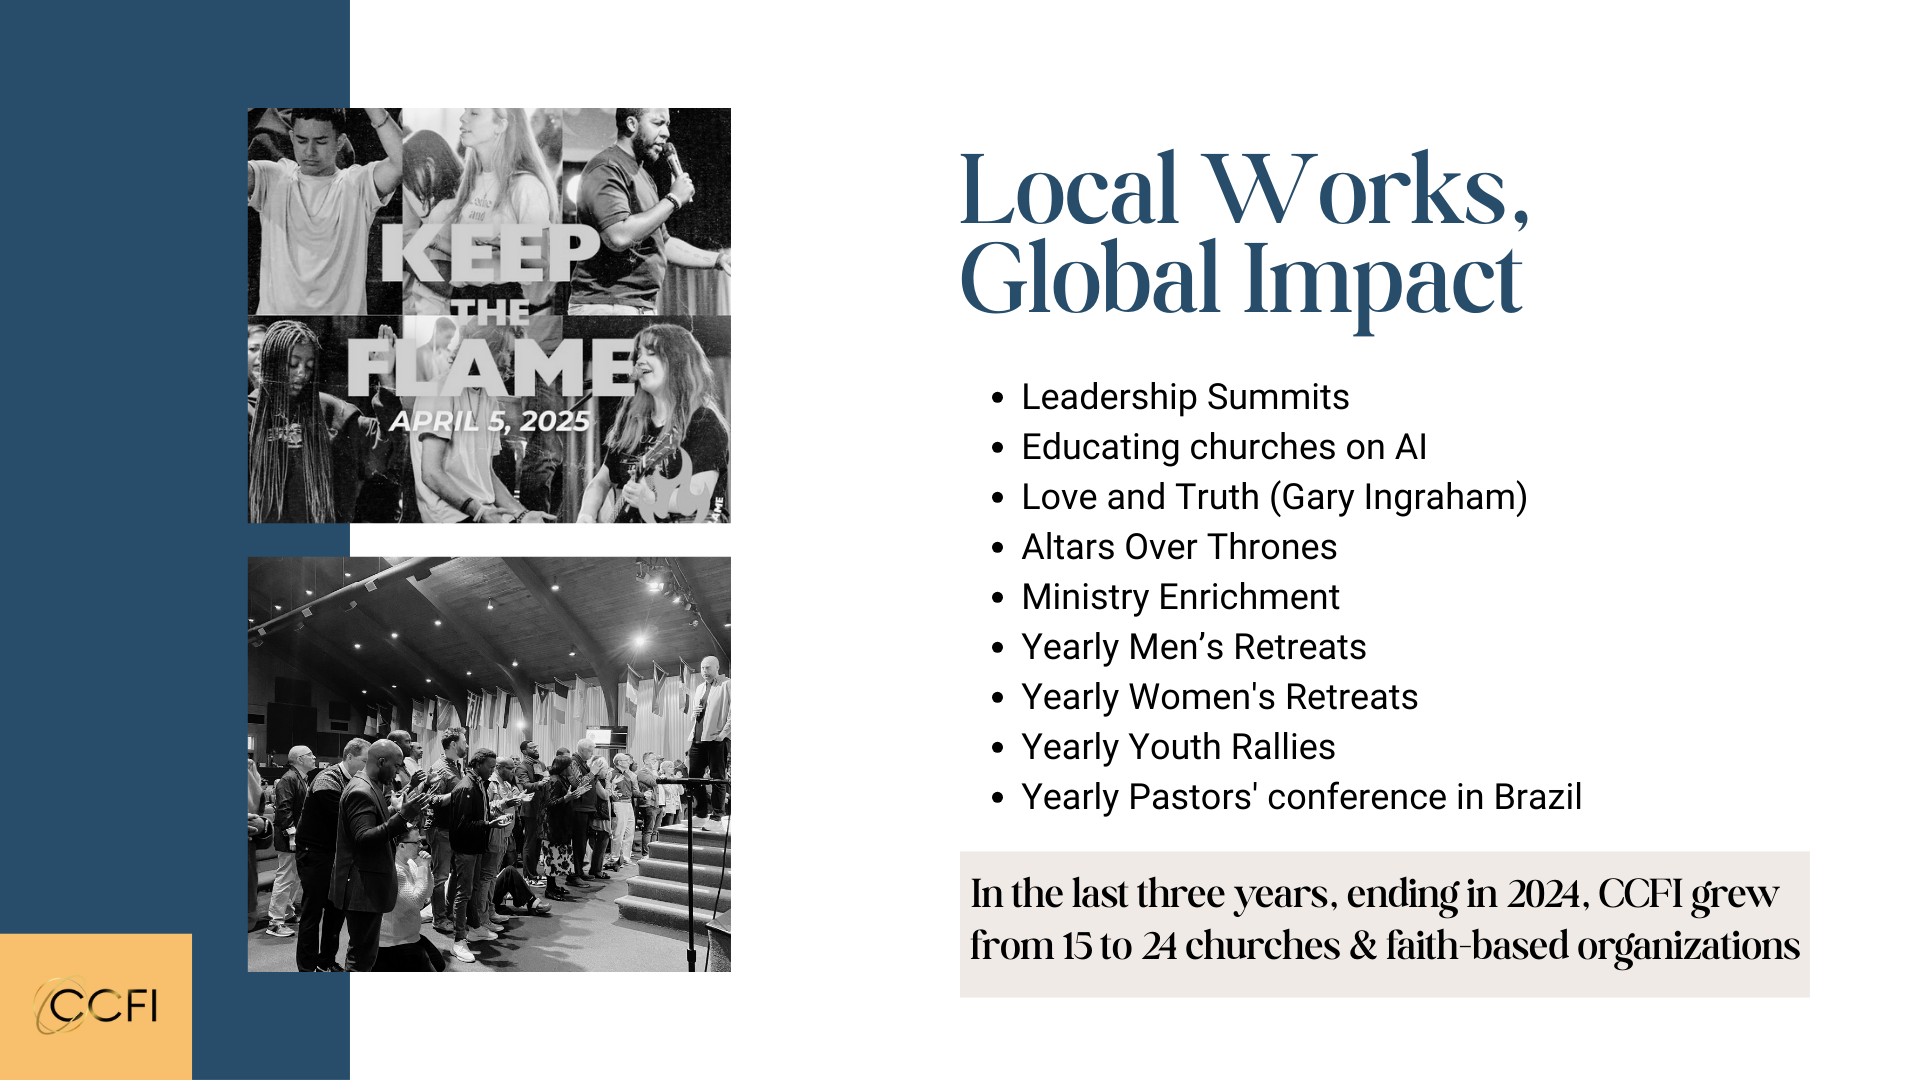 KEEP
THE
FLAME
APRIL 5, 2025
CCFI
Local Works,
Global Impact
• Leadership Summits
• Educating churches on AI
• Love and Truth (Gary Ingraham)
• Altars Over Thrones
• Ministry Enrichment
• Yearly Men’s Retreats
• Yearly Women's Retreats
• Yearly Youth Rallies
• Yearly Pastors' conference in Brazil
In the last three years, ending in 2024, CCFI grew
from 15 to 24 churches & faith-based organizations